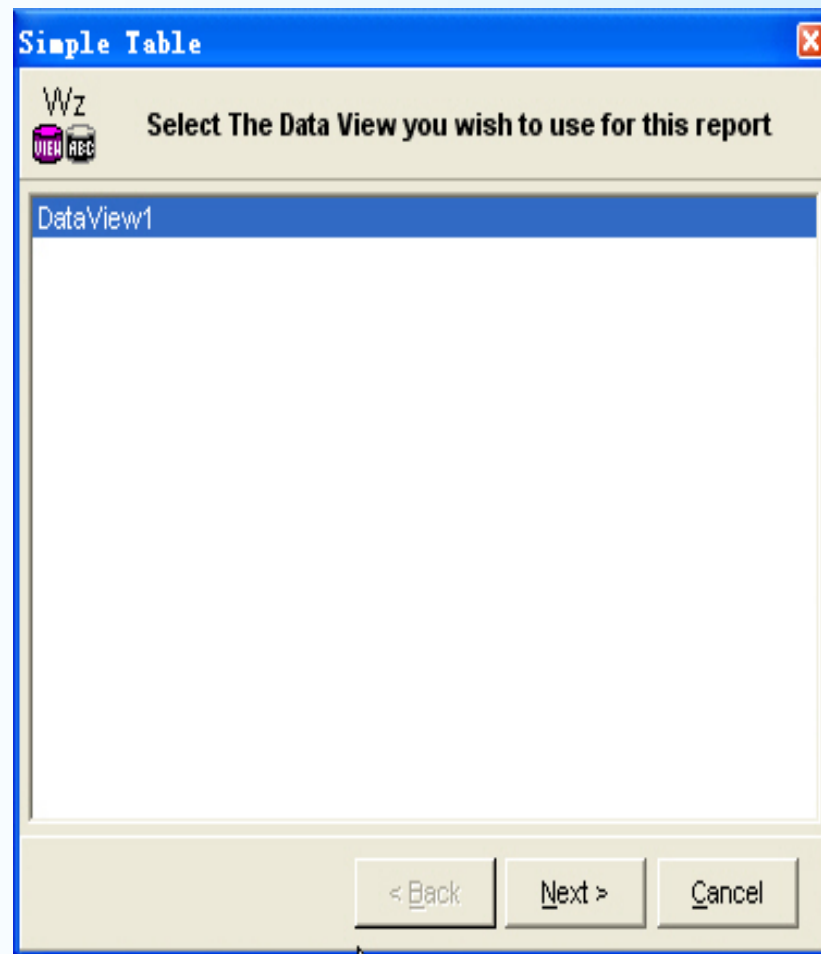 Simple Table
Wz
VIEW ABC
Select The Data View you wish to use for this report
DataView1
< Back
Next >
Cancel